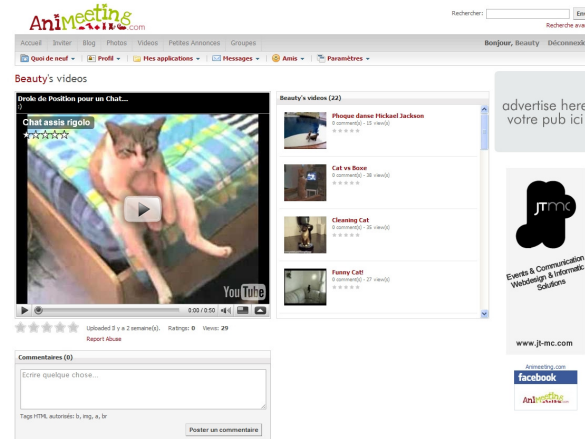 AniMeeting.com
Rechercher:
Recherche
Accueil Inviter Blog Photos Videos Petites Annonces Groupes
Bonjour, Beauty
Quoi de neuf Profil Mes applications Messages Amis Paramètres
Beauty's videos
Drole de Position pour un Chat...
:)
Chat assis rigolo
YouTube
0:00 / 0:50
Uploaded Il y a 2 semaine(s). Ratings: 0 Views: 29
Report Abuse
Commentaires (0)
Ecrire quelque chose...
Tags HTML autorisés: b, img, a, br
Poster un commentaire
Beauty's videos (22)
Phoque danse Mickael Jackson
0 comment(s) - 15 view(s)
Cat vs Boxe
0 comment(s) - 38 view(s)
Cleaning Cat
0 comment(s) - 35 view(s)
Funny Cat!
0 comment(s) - 27 view(s)
advertise here
votre pub ici
JTMC
Events & Communication
Webdesign & Informatic
Solutions
www.jt-mc.com
Animeeting.com
facebook
AniMeeting